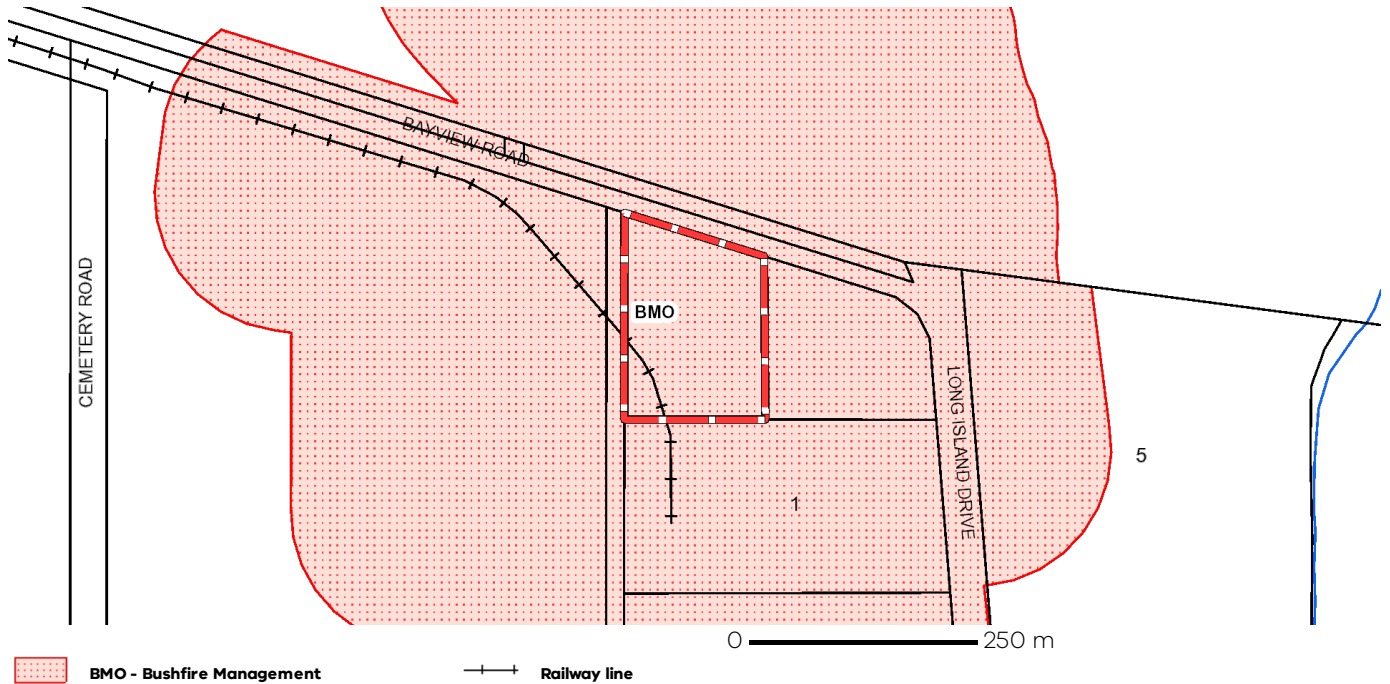 BAYVIEW ROAD
CEMETERY ROAD
BMO
LONG ISLAND DRIVE
5
1
0 250 m
BMO - Bushfire Management
Railway line